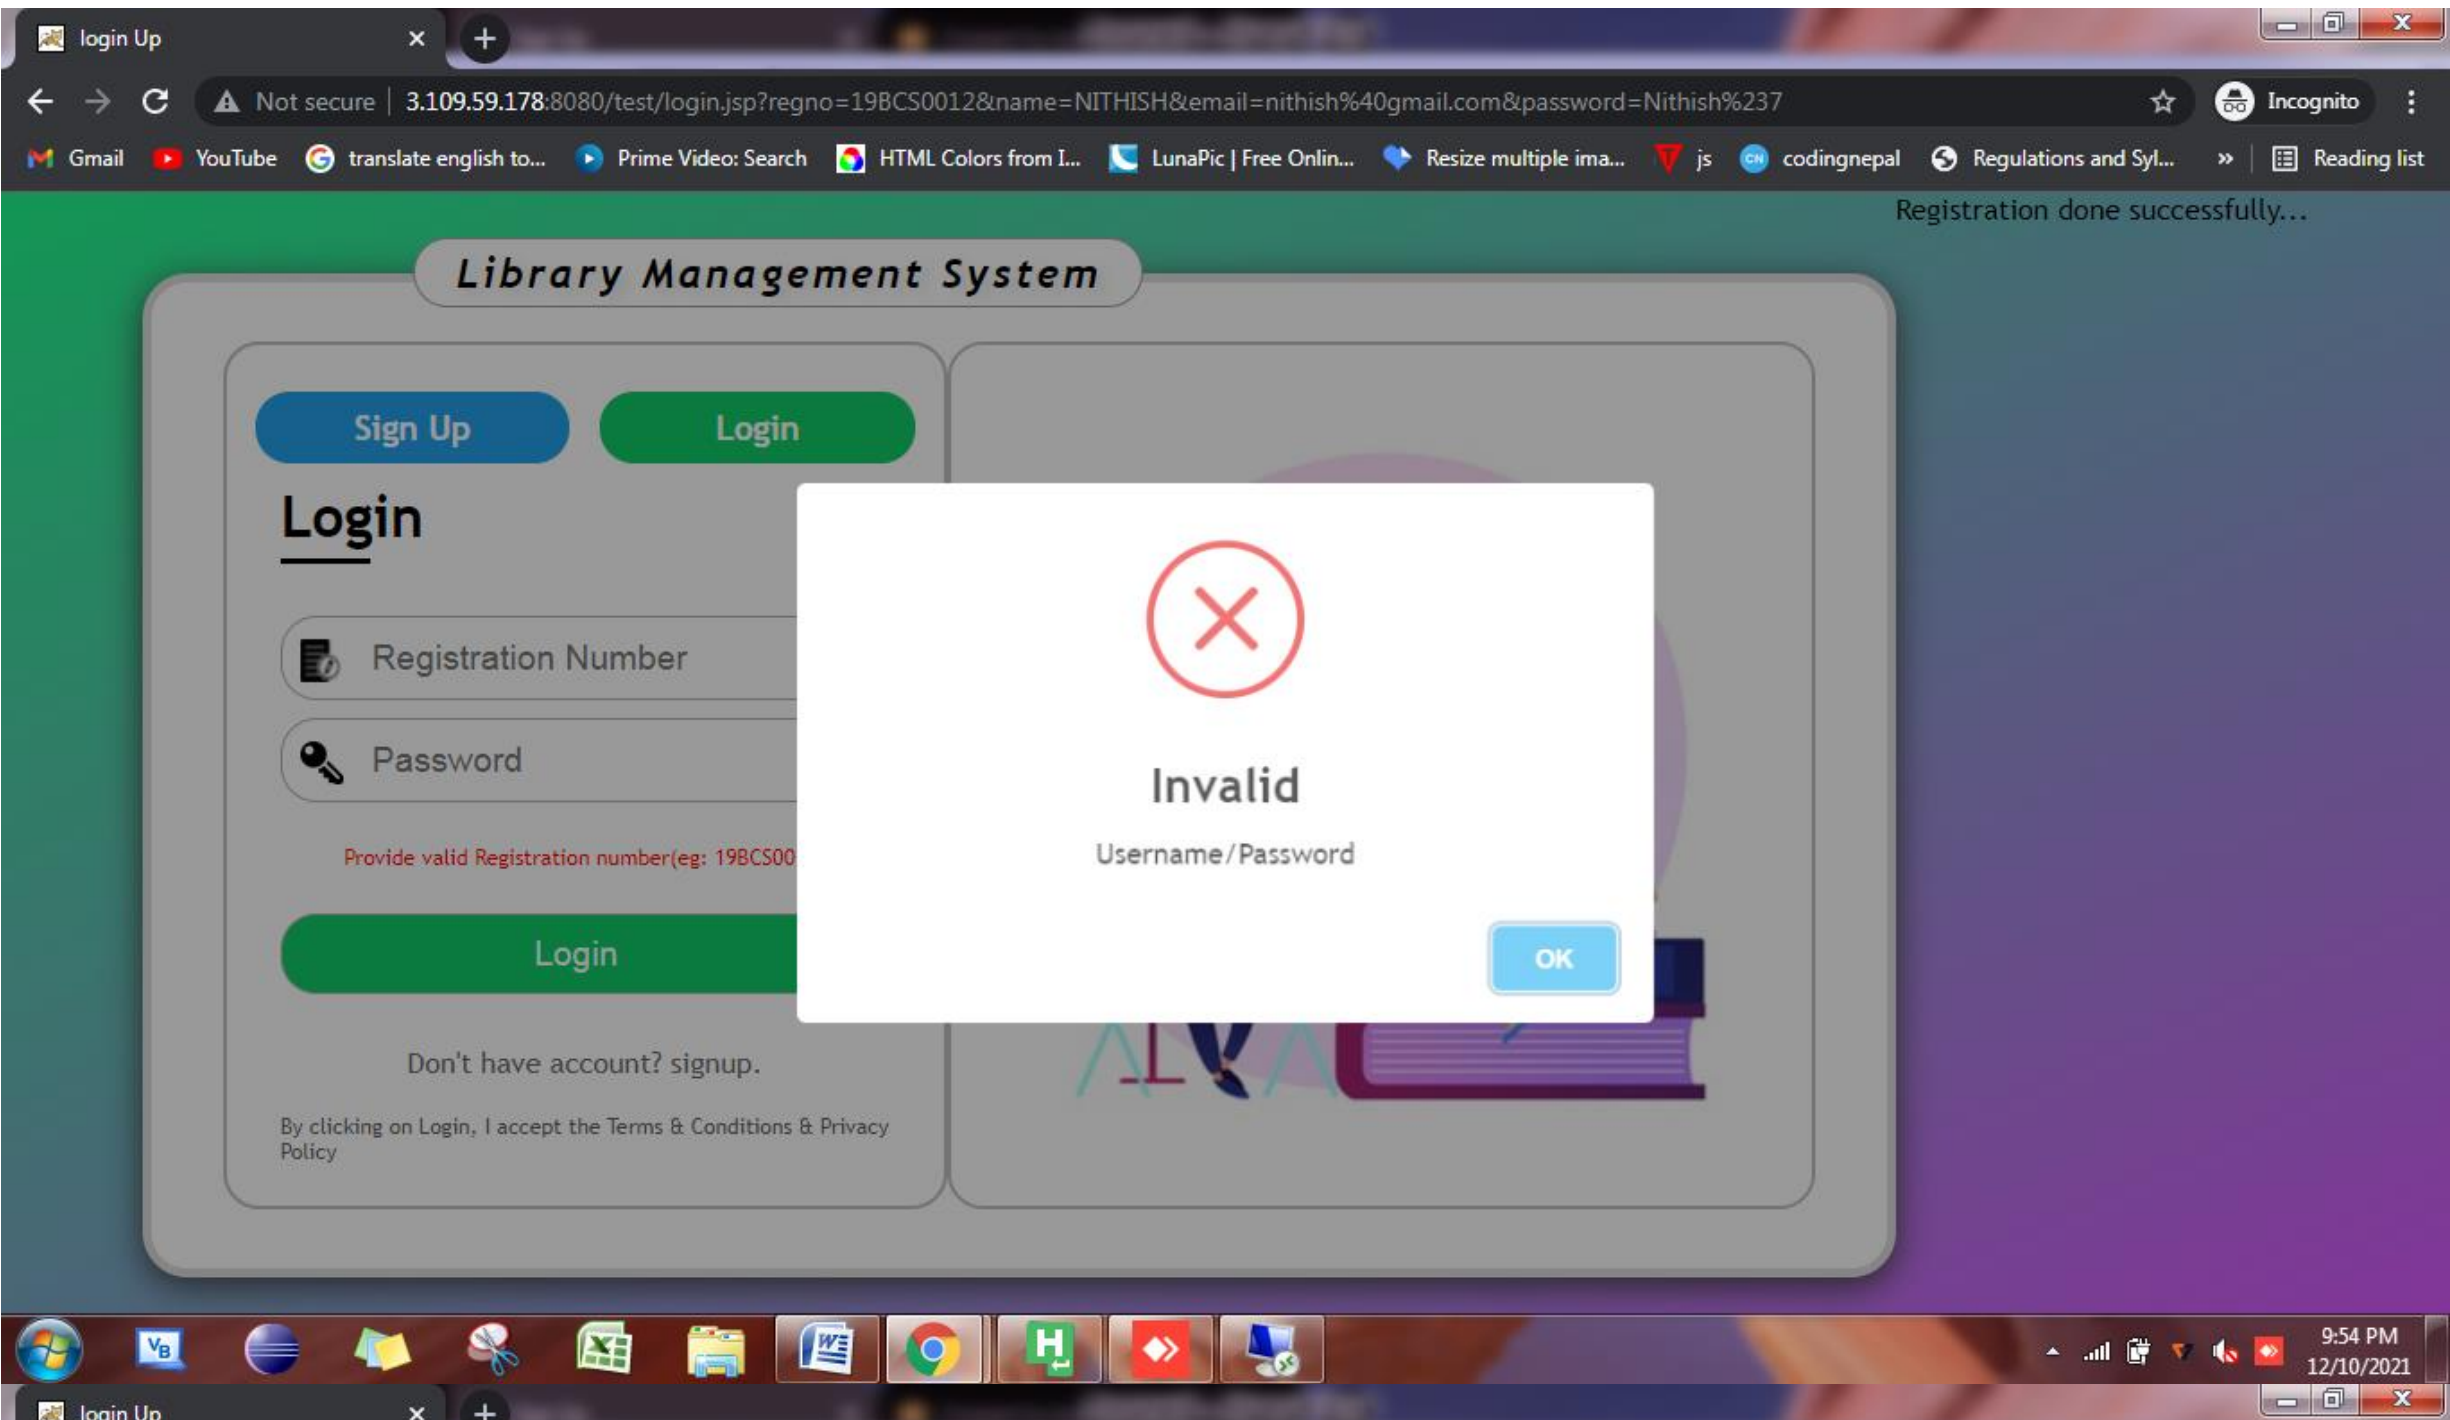 login Up
Not secure 3.109.59.178:8080/test/login.jsp?regno=19BCS0012&name=NITHISH&email=nithish%40gmail.com&password=Nithish%237 Incognito
Gmail YouTube translate english to... Prime Video: Search HTML Colors from I... LunaPic | Free Onlin... Resize multiple ima... js CN codingnepal Regulations and Syl... » Reading list
Registration done successfully...
Library Management System
Sign Up Login
Login
Registration Number
Password
Provide valid Registration number(eg: 19BCS00
Login
Don't have account? signup.
By clicking on Login, I accept the Terms & Conditions & Privacy
Policy
Invalid
Username/Password
OK
9:54 PM
12/10/2021
login Up